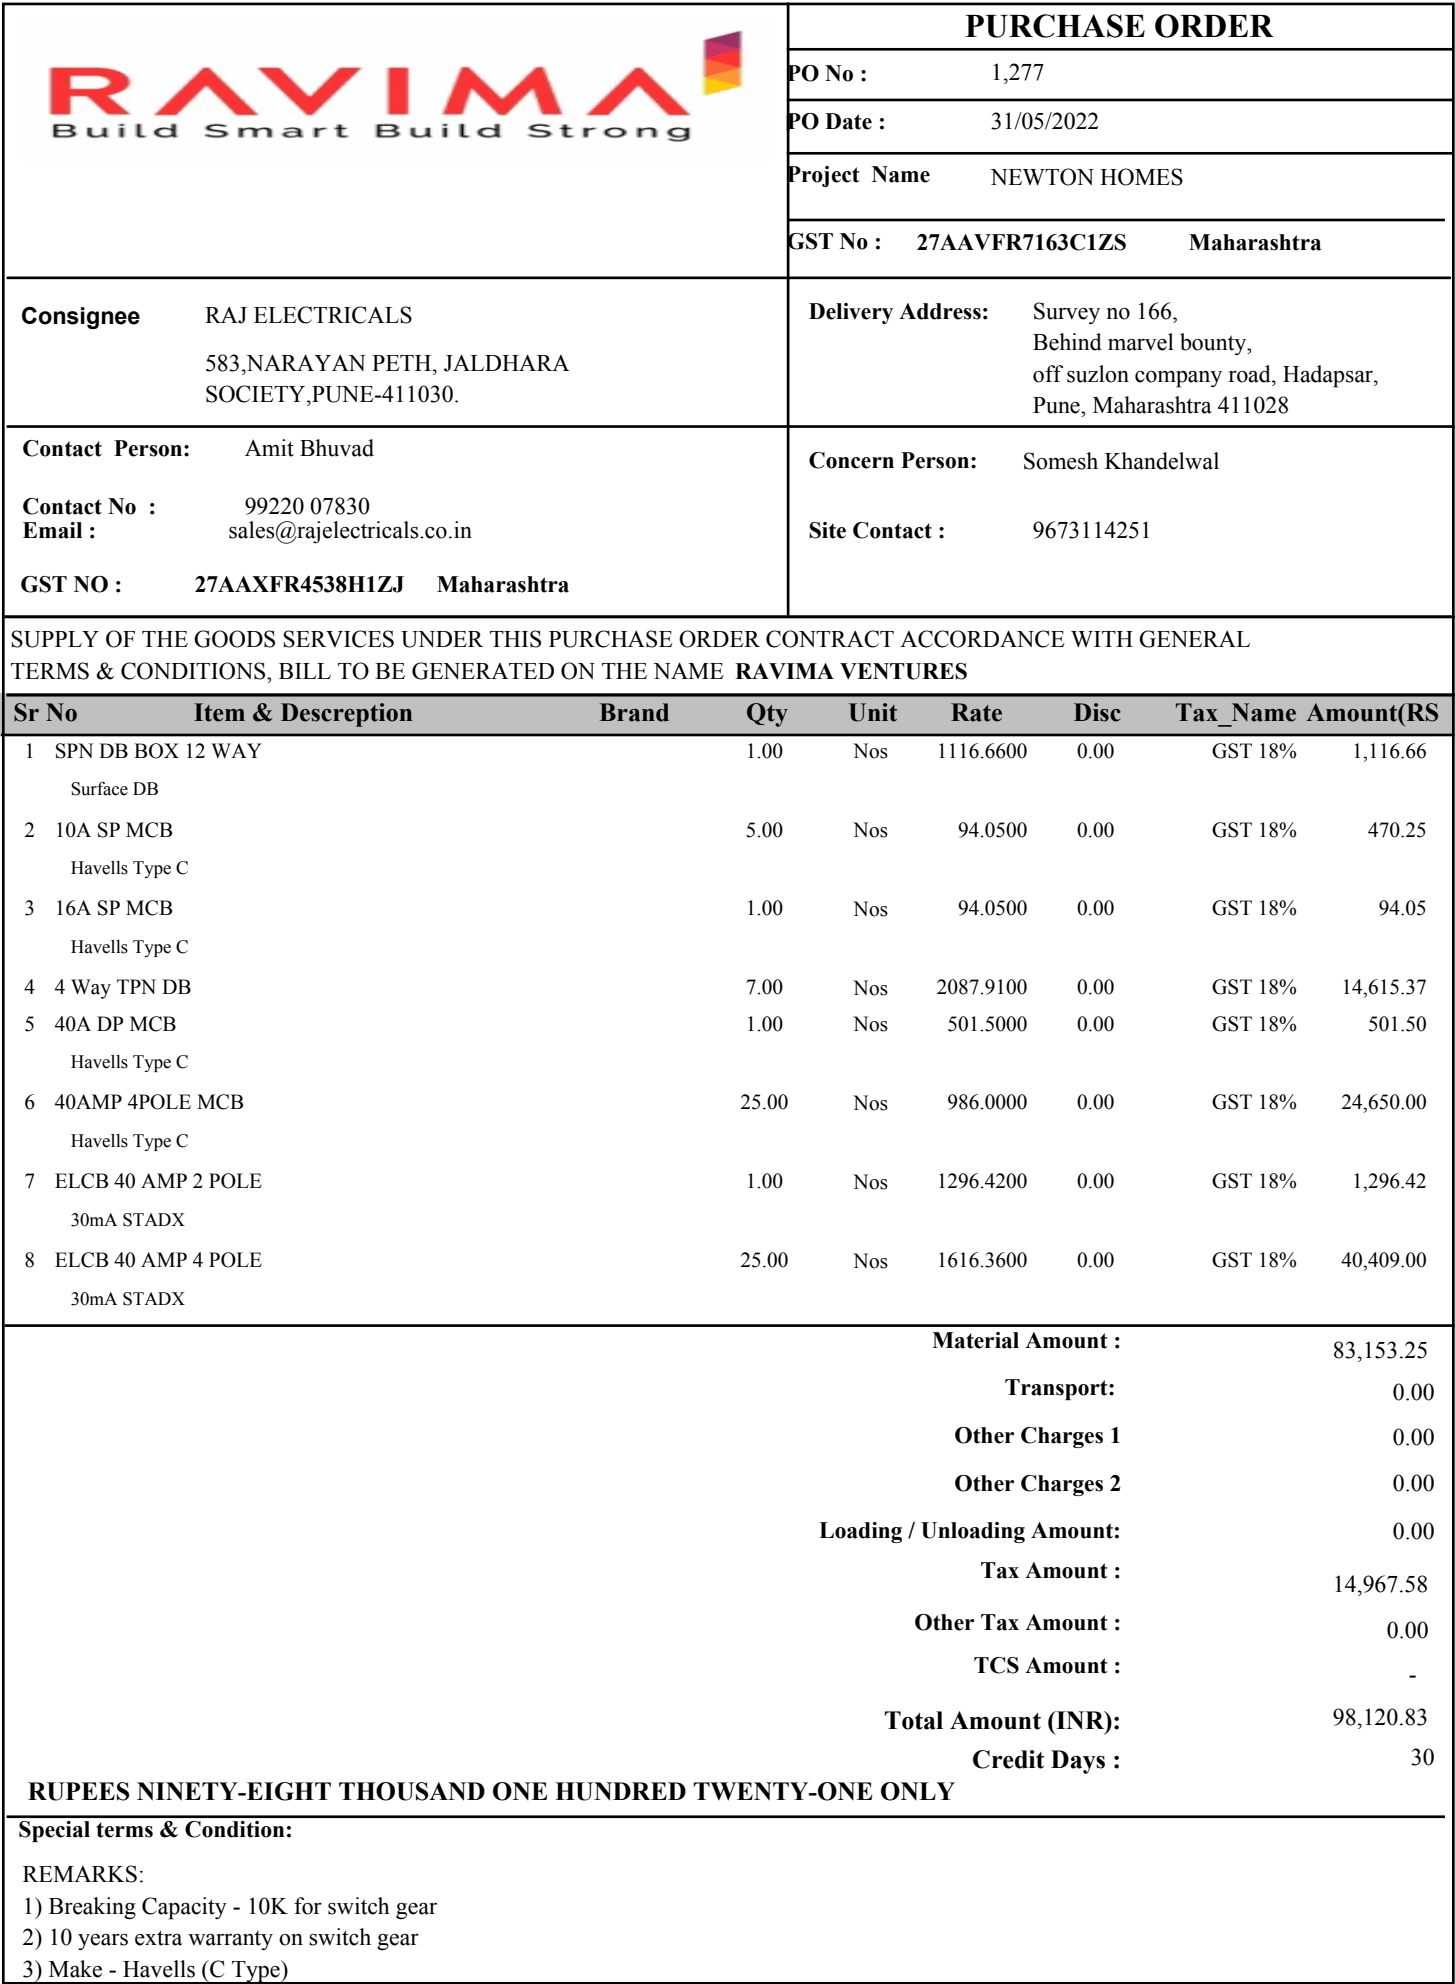 RAVIMA
Build Smart Build Strong
PURCHASE ORDER
PO No : 1,277
PO Date : 31/05/2022
Project Name NEWTON HOMES
GST No : 27AAVFR7163C1ZS Maharashtra
Consignee RAJ ELECTRICALS
583,NARAYAN PETH, JALDHARA
SOCIETY,PUNE-411030.
Delivery Address: Survey no 166,
Behind marvel bounty,
off suzlon company road, Hadapsar,
Pune, Maharashtra 411028
Contact Person: Amit Bhuvad
Contact No : 99220 07830
Email : sales@rajelectricals.co.in
GST NO : 27AAXFR4538H1ZJ Maharashtra
Concern Person: Somesh Khandelwal
Site Contact : 9673114251
SUPPLY OF THE GOODS SERVICES UNDER THIS PURCHASE ORDER CONTRACT ACCORDANCE WITH GENERAL
TERMS & CONDITIONS, BILL TO BE GENERATED ON THE NAME RAVIMA VENTURES
Sr No Item & Descreption Brand Qty Unit Rate Disc Tax_Name Amount(RS
1 SPN DB BOX 12 WAY 1.00 Nos 1116.6600 0.00 GST 18% 1,116.66
Surface DB
2 10A SP MCB 5.00 Nos 94.0500 0.00 GST 18% 470.25
Havells Type C
3 16A SP MCB 1.00 Nos 94.0500 0.00 GST 18% 94.05
Havells Type C
4 4 Way TPN DB 7.00 Nos 2087.9100 0.00 GST 18% 14,615.37
5 40A DP MCB 1.00 Nos 501.5000 0.00 GST 18% 501.50
Havells Type C
6 40AMP 4POLE MCB 25.00 Nos 986.0000 0.00 GST 18% 24,650.00
Havells Type C
7 ELCB 40 AMP 2 POLE 1.00 Nos 1296.4200 0.00 GST 18% 1,296.42
30mA STADX
8 ELCB 40 AMP 4 POLE 25.00 Nos 1616.3600 0.00 GST 18% 40,409.00
30mA STADX
Material Amount : 83,153.25
Transport: 0.00
Other Charges 1 0.00
Other Charges 2 0.00
Loading / Unloading Amount: 0.00
Tax Amount : 14,967.58
Other Tax Amount : 0.00
TCS Amount : -
Total Amount (INR): 98,120.83
Credit Days : 30
RUPEES NINETY-EIGHT THOUSAND ONE HUNDRED TWENTY-ONE ONLY
Special terms & Condition:
REMARKS:
1) Breaking Capacity - 10K for switch gear
2) 10 years extra warranty on switch gear
3) Make - Havells (C Type)